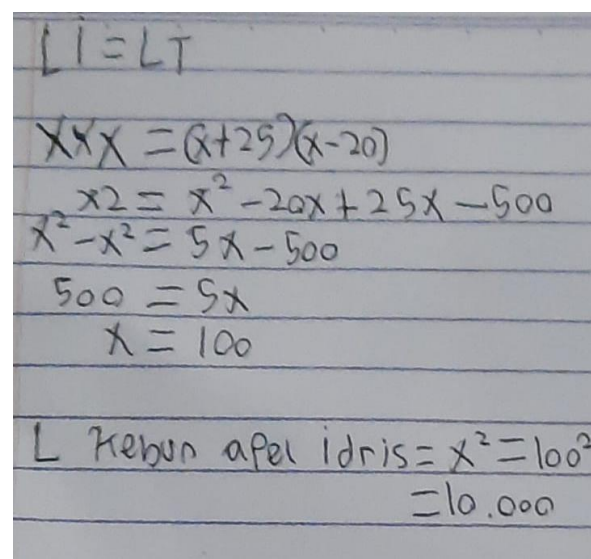 Li = LT
x × x = (x+25)(x-20)
x2 = x² - 20x + 25x - 500
x² - x² = 5x - 500
500 = 5x
x = 100
L Kebun apel idris = x² = 100²
= 10.000